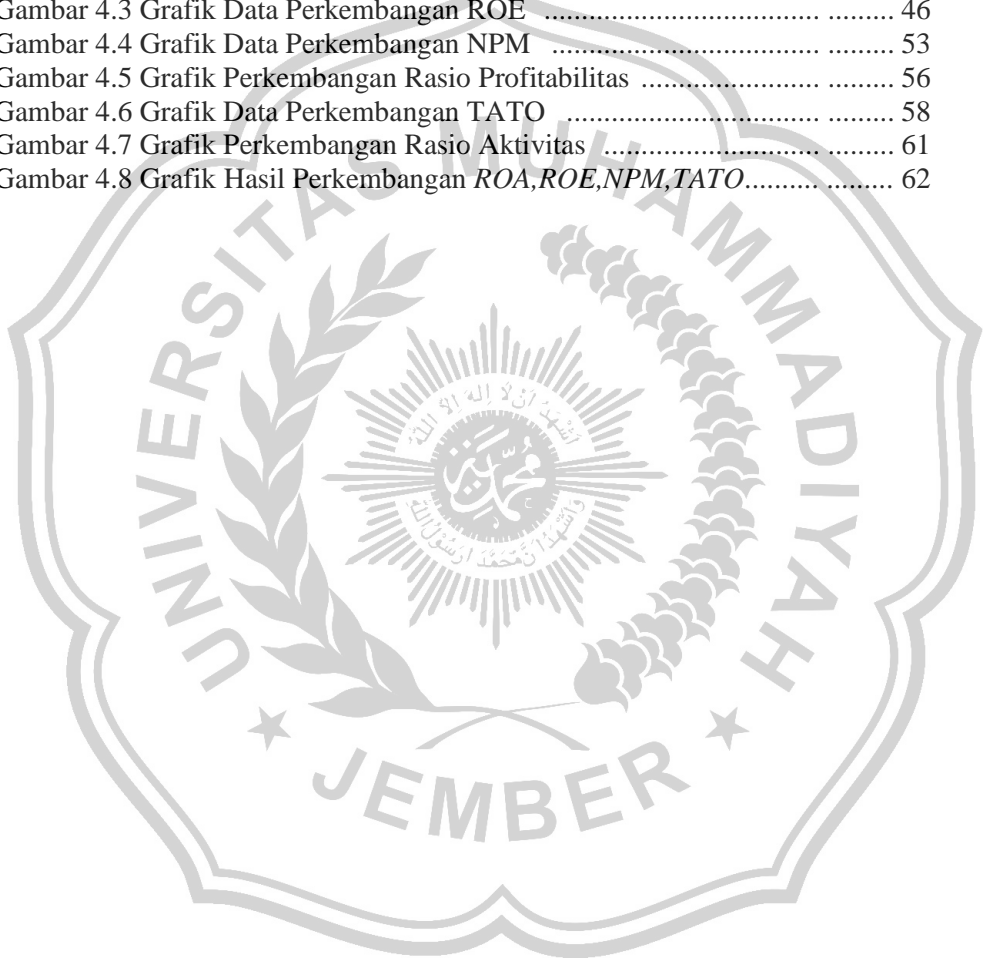 Gambar 4.3 Grafik Data Perkembangan ROE .................................. ......... 46
Gambar 4.4 Grafik Data Perkembangan NPM ................................. ......... 53
Gambar 4.5 Grafik Perkembangan Rasio Profitabilitas ...................... ......... 56
Gambar 4.6 Grafik Data Perkembangan TATO .................................. ......... 58
Gambar 4.7 Grafik Perkembangan Rasio Aktivitas ........................... ......... 61
Gambar 4.8 Grafik Hasil Perkembangan ROA,ROE,NPM,TATO.......... ......... 62
UNIVERSITAS MUHAMMADIYAH
JEMBER